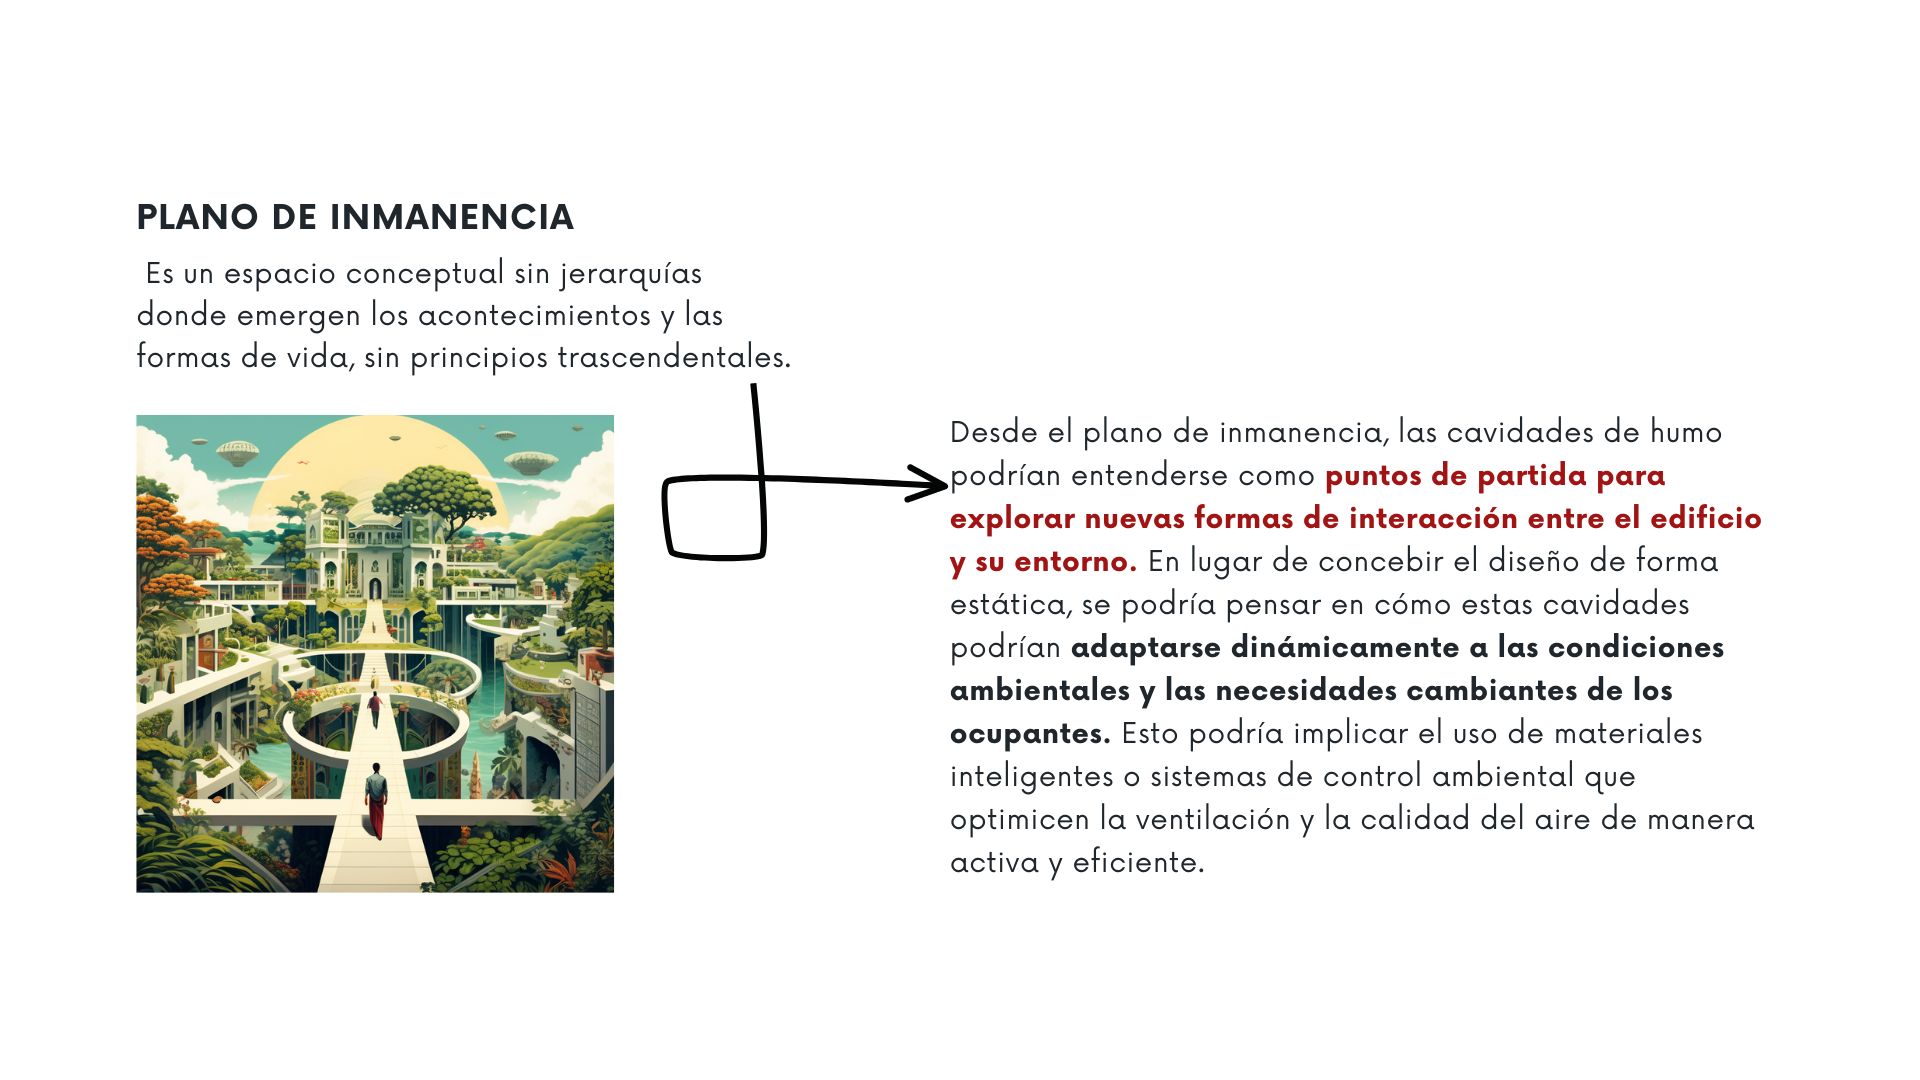 PLANO DE INMANENCIA
Es un espacio conceptual sin jerarquías
donde emergen los acontecimientos y las
formas de vida, sin principios trascendentales.
Desde el plano de inmanencia, las cavidades de humo
podrían entenderse como puntos de partida para
explorar nuevas formas de interacción entre el edificio
y su entorno. En lugar de concebir el diseño de forma
estática, se podría pensar en cómo estas cavidades
podrían adaptarse dinámicamente a las condiciones
ambientales y las necesidades cambiantes de los
ocupantes. Esto podría implicar el uso de materiales
inteligentes o sistemas de control ambiental que
optimicen la ventilación y la calidad del aire de manera
activa y eficiente.